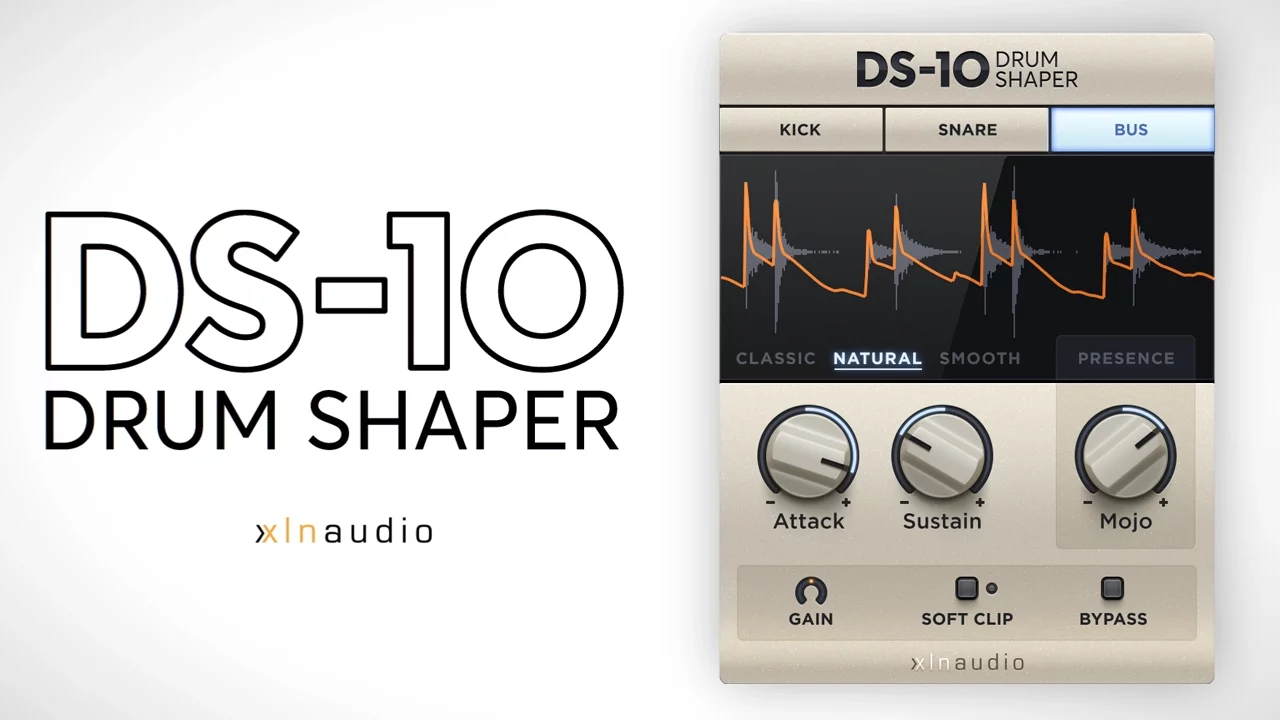 DS-10
DRUM SHAPER
xlnaudio
DS-10 DRUM
SHAPER
KICK SNARE BUS
CLASSIC NATURAL SMOOTH PRESENCE
- + - + - +
Attack Sustain Mojo
GAIN SOFT CLIP BYPASS
xlnaudio